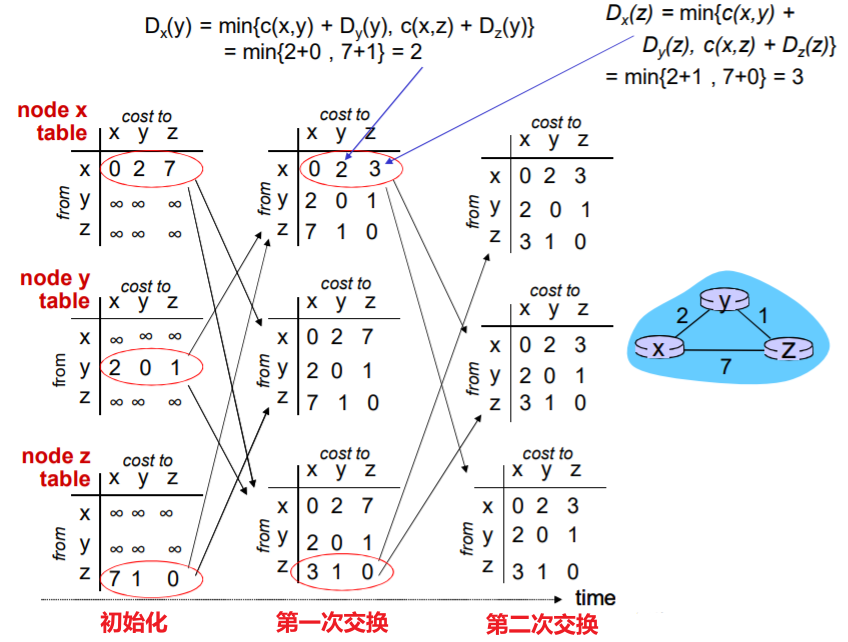 Dx(y) = min{c(x,y) + Dy(y), c(x,z) + Dz(y)}
= min{2+0 , 7+1} = 2
Dx(z) = min{c(x,y) +
Dy(z), c(x,z) + Dz(z)}
= min{2+1 , 7+0} = 3
node x
table
cost to
x y z
from
x 0 2 7
y ∞ ∞ ∞
z ∞ ∞ ∞
cost to
x y z
from
x 0 2 3
y 2 0 1
z 7 1 0
cost to
x y z
from
x 0 2 3
y 2 0 1
z 3 1 0
node y
table
cost to
x y z
from
x ∞ ∞ ∞
y 2 0 1
z ∞ ∞ ∞
cost to
x y z
from
x 0 2 7
y 2 0 1
z 7 1 0
cost to
x y z
from
x 0 2 3
y 2 0 1
z 3 1 0
y
2 1
x z
7
node z
table
cost to
x y z
from
x ∞ ∞ ∞
y ∞ ∞ ∞
z 7 1 0
cost to
x y z
from
x 0 2 7
y 2 0 1
z 3 1 0
cost to
x y z
from
x 0 2 3
y 2 0 1
z 3 1 0
time
初始化 第一次交换 第二次交换